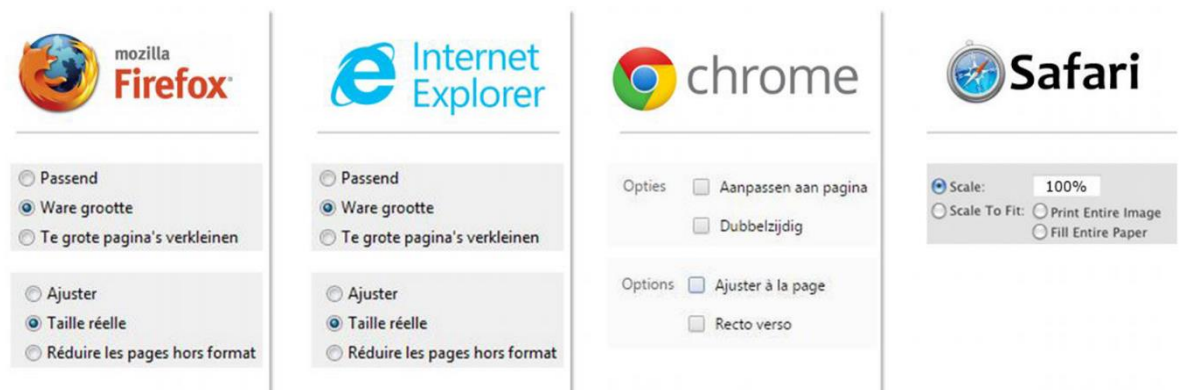 mozilla
Firefox
Passend
Ware grootte
Te grote pagina's verkleinen
Ajuster
Taille réelle
Réduire les pages hors format
Internet
Explorer
Passend
Ware grootte
Te grote pagina's verkleinen
Ajuster
Taille réelle
Réduire les pages hors format
chrome
Opties Aanpassen aan pagina
Dubbelzijdig
Options Ajuster à la page
Recto verso
Safari
Scale: 100%
Scale To Fit: Print Entire Image
Fill Entire Paper